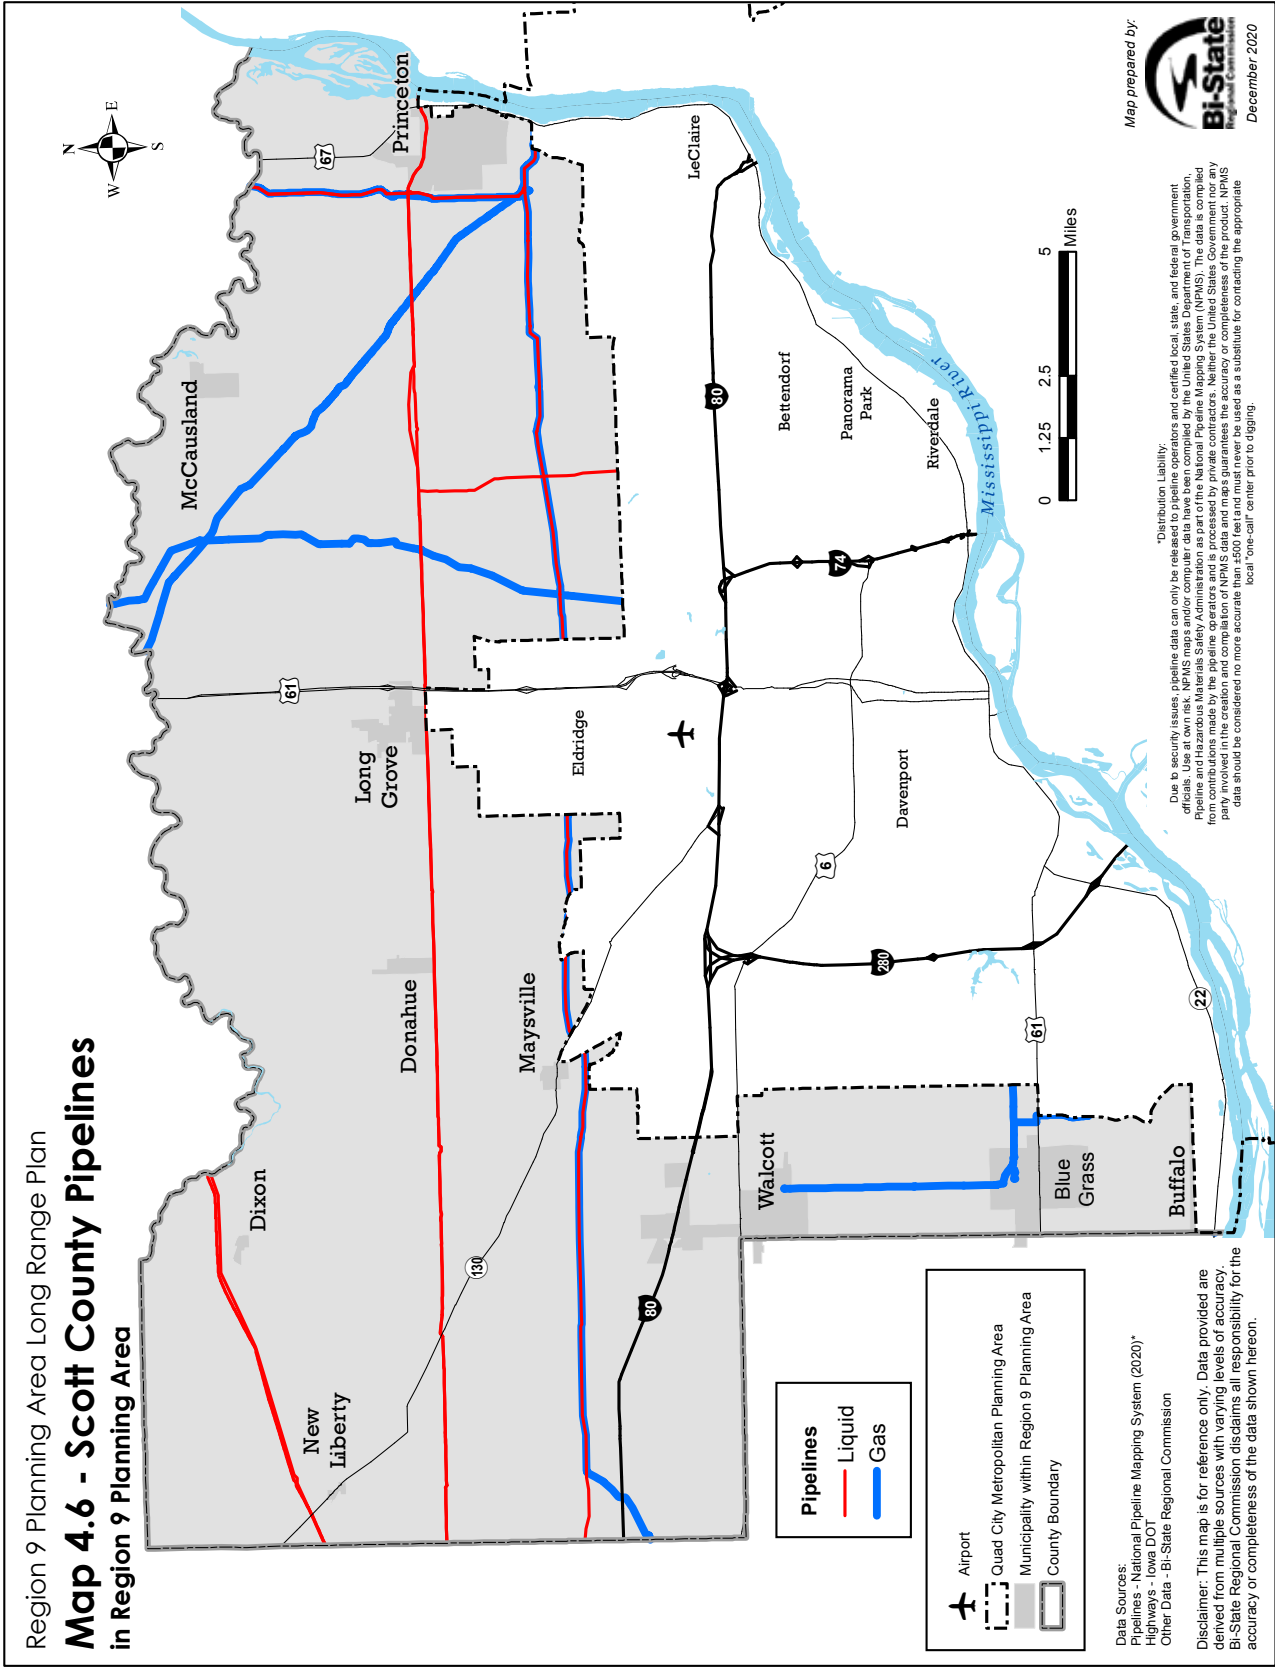 Region 9 Planning Area Long Range Plan
Map 4.6 - Scott County Pipelines
in Region 9 Planning Area
N
W
E
S
67
Princeton
McCausland
61
Long
Grove
Donahue
Dixon
New
Liberty
130
Maysville
Eldridge
LeClaire
80
Bettendorf
Panorama
Park
Riverdale
Mississippi River
74
Davenport
6
280
61
22
80
Walcott
Blue
Grass
Buffalo
0
1.25
2.5
5
Miles
Pipelines
Liquid
Gas
Airport
Quad City Metropolitan Planning Area
Municipality within Region 9 Planning Area
County Boundary
Data Sources:
Pipelines - National Pipeline Mapping System (2020)*
Highways - Iowa DOT
Other Data - Bi-State Regional Commission
Disclaimer: This map is for reference only. Data provided are
derived from multiple sources with varying levels of accuracy.
Bi-State Regional Commission disclaims all responsibility for the
accuracy or completeness of the data shown hereon.
"Distribution Liability:
Due to security issues, pipeline data can only be released to pipeline operators and certified local, state, and federal government
officials. Use at own risk. NPMS maps and/or computer data have been compiled by the United States Department of Transportation,
Pipeline and Hazardous Materials Safety Administration as part of the National Pipeline Mapping System (NPMS). The data is compiled
from contributions made by the pipeline operators and is processed by private contractors. Neither the United States Government nor any
party involved in the creation and compilation of NPMS data and maps guarantees the accuracy or completeness of the product. NPMS
data should be considered no more accurate than ±500 feet and must never be used as a substitute for contacting the appropriate
local "one-call" center prior to digging.
Map prepared by:
Bi-State
Regional Commission
December 2020